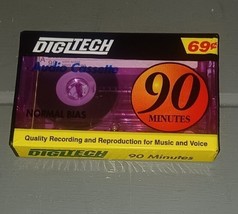 DIGITECH
69¢
Audio Cassette
90
MINUTES
NORMAL BIAS
Quality Recording and Reproduction for Music and Voice
DIGITECH 90 Minutes